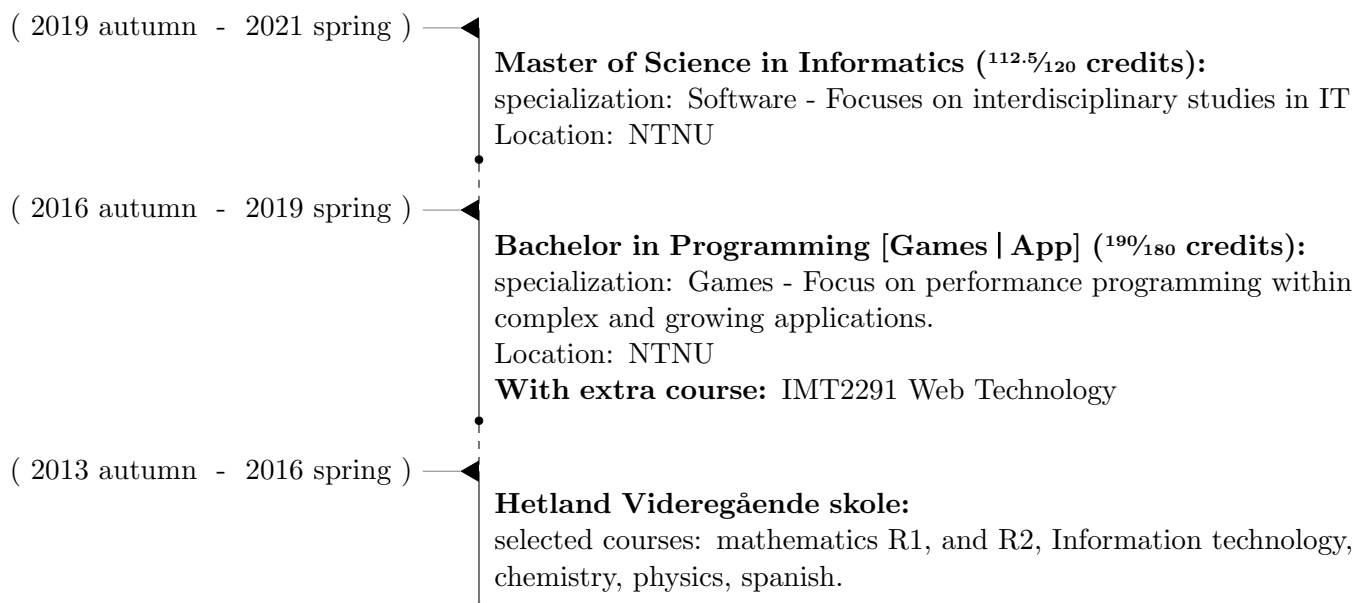 ( 2019 autumn - 2021 spring )
Master of Science in Informatics (112.5⁄120 credits):
specialization: Software - Focuses on interdisciplinary studies in IT
Location: NTNU
( 2016 autumn - 2019 spring )
Bachelor in Programming [Games | App] (190⁄180 credits):
specialization: Games - Focus on performance programming within
complex and growing applications.
Location: NTNU
With extra course: IMT2291 Web Technology
( 2013 autumn - 2016 spring )
Hetland Videregående skole:
selected courses: mathematics R1, and R2, Information technology,
chemistry, physics, spanish.